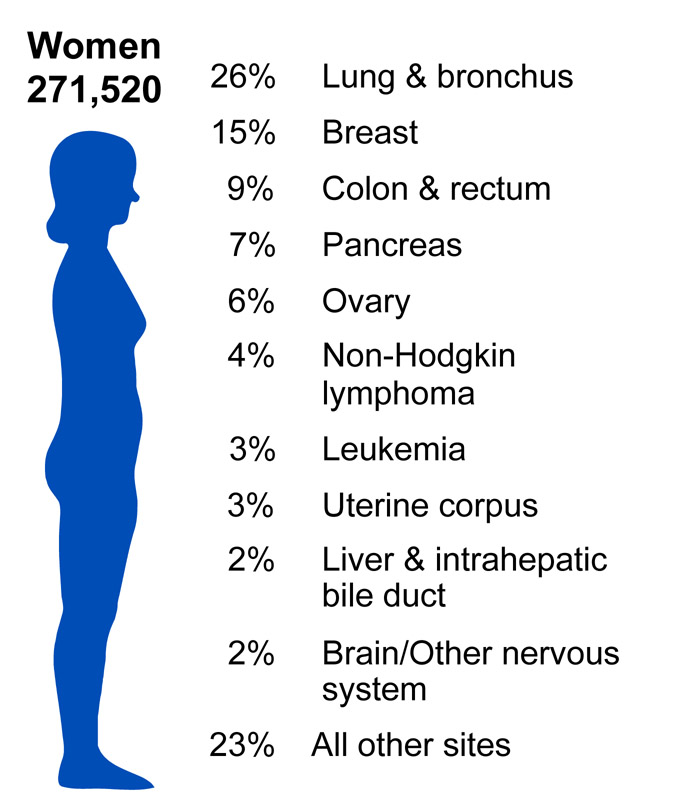 Women
271,520
26% Lung & bronchus
15% Breast
9% Colon & rectum
7% Pancreas
6% Ovary
4% Non-Hodgkin
lymphoma
3% Leukemia
3% Uterine corpus
2% Liver & intrahepatic
bile duct
2% Brain/Other nervous
system
23% All other sites